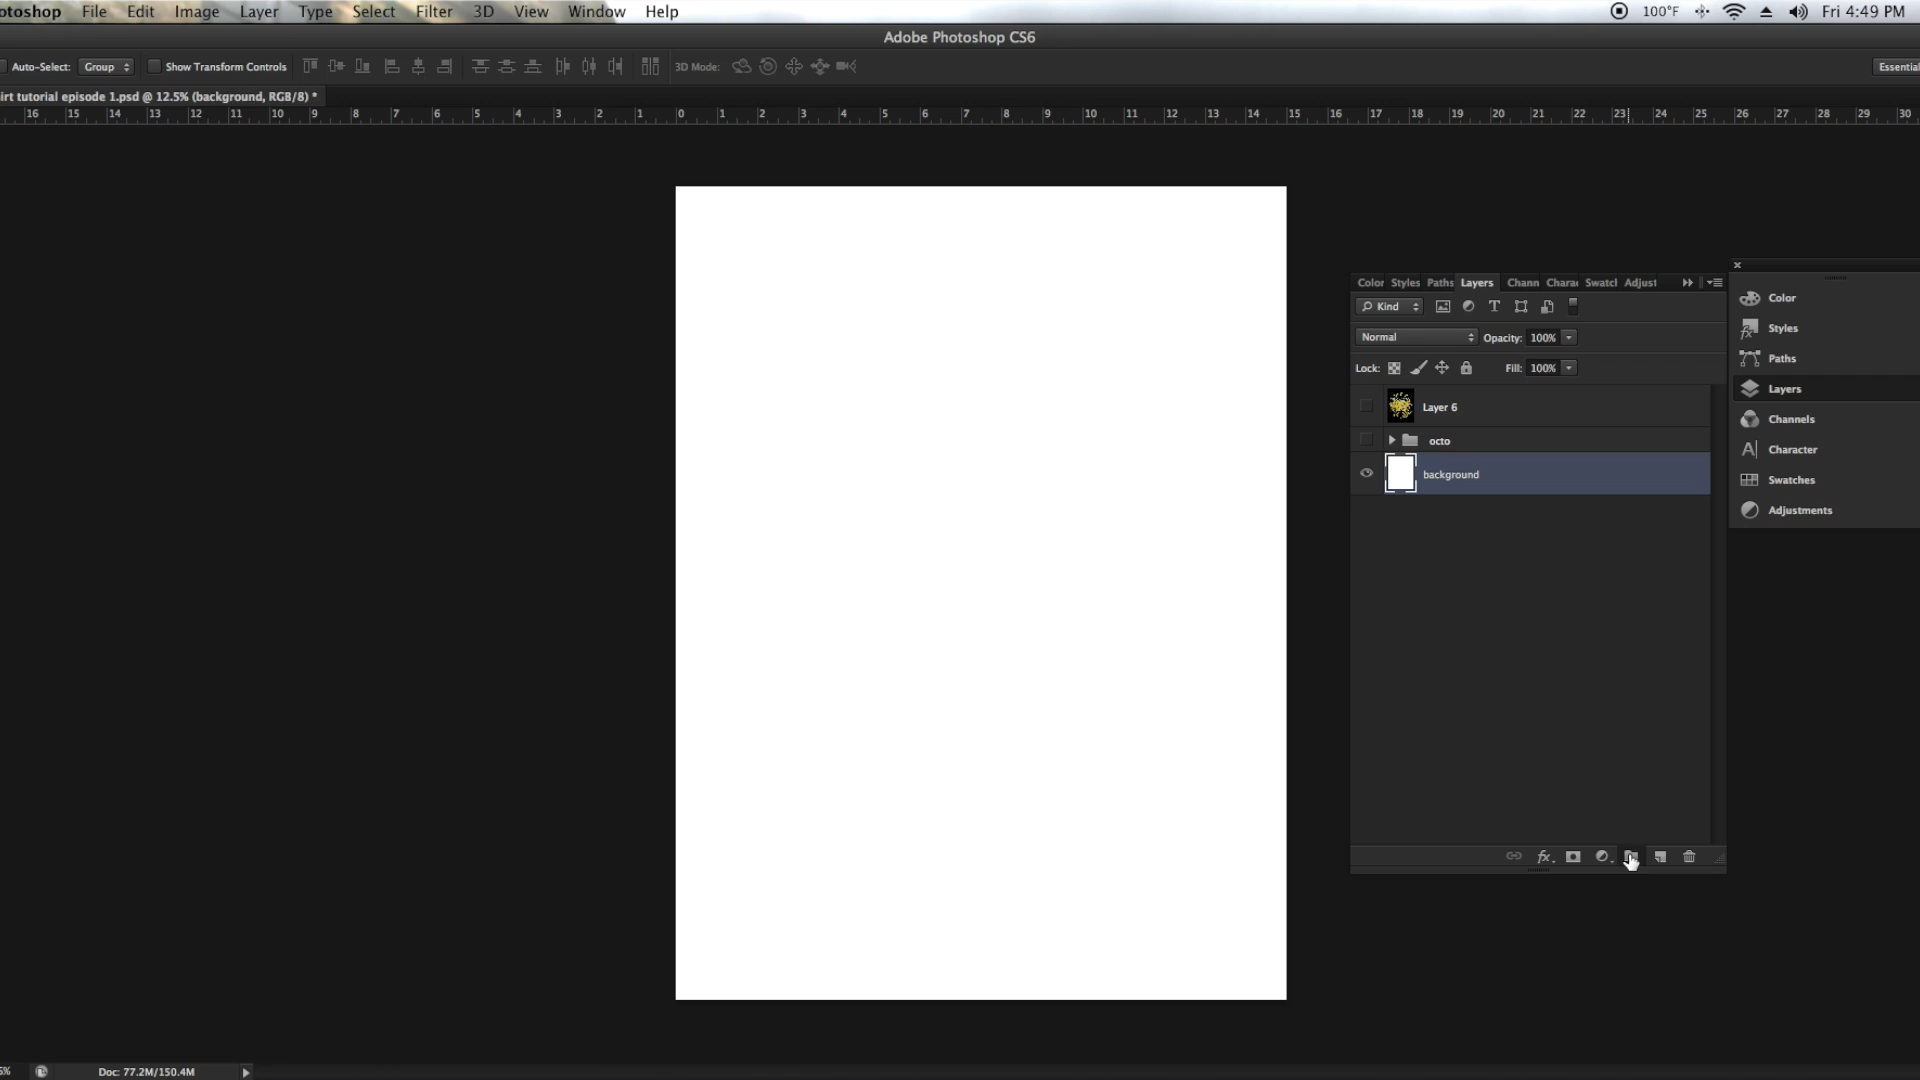 otoshop File Edit Image Layer Type Select Filter 3D View Window Help 100°F Fri 4:49 PM
Adobe Photoshop CS6
Auto-Select: Group Show Transform Controls 3D Mode: Essential
irt tutorial episode 1.psd @ 12.5% (background, RGB/8) *
16 15 14 13 12 11 10 9 8 7 6 5 4 3 2 1 0 1 2 3 4 5 6 7 8 9 10 11 12 13 14 15 16 17 18 19 20 21 22 23 24 25 26 27 28 29 30
Color Styles Paths Layers Chann Charac Swatcl Adjust
Kind T
Normal Opacity: 100%
Lock: Fill: 100%
Layer 6
octo
background
fx
Color
Styles
Paths
Layers
Channels
Character
Swatches
Adjustments
Doc: 77.2M/150.4M